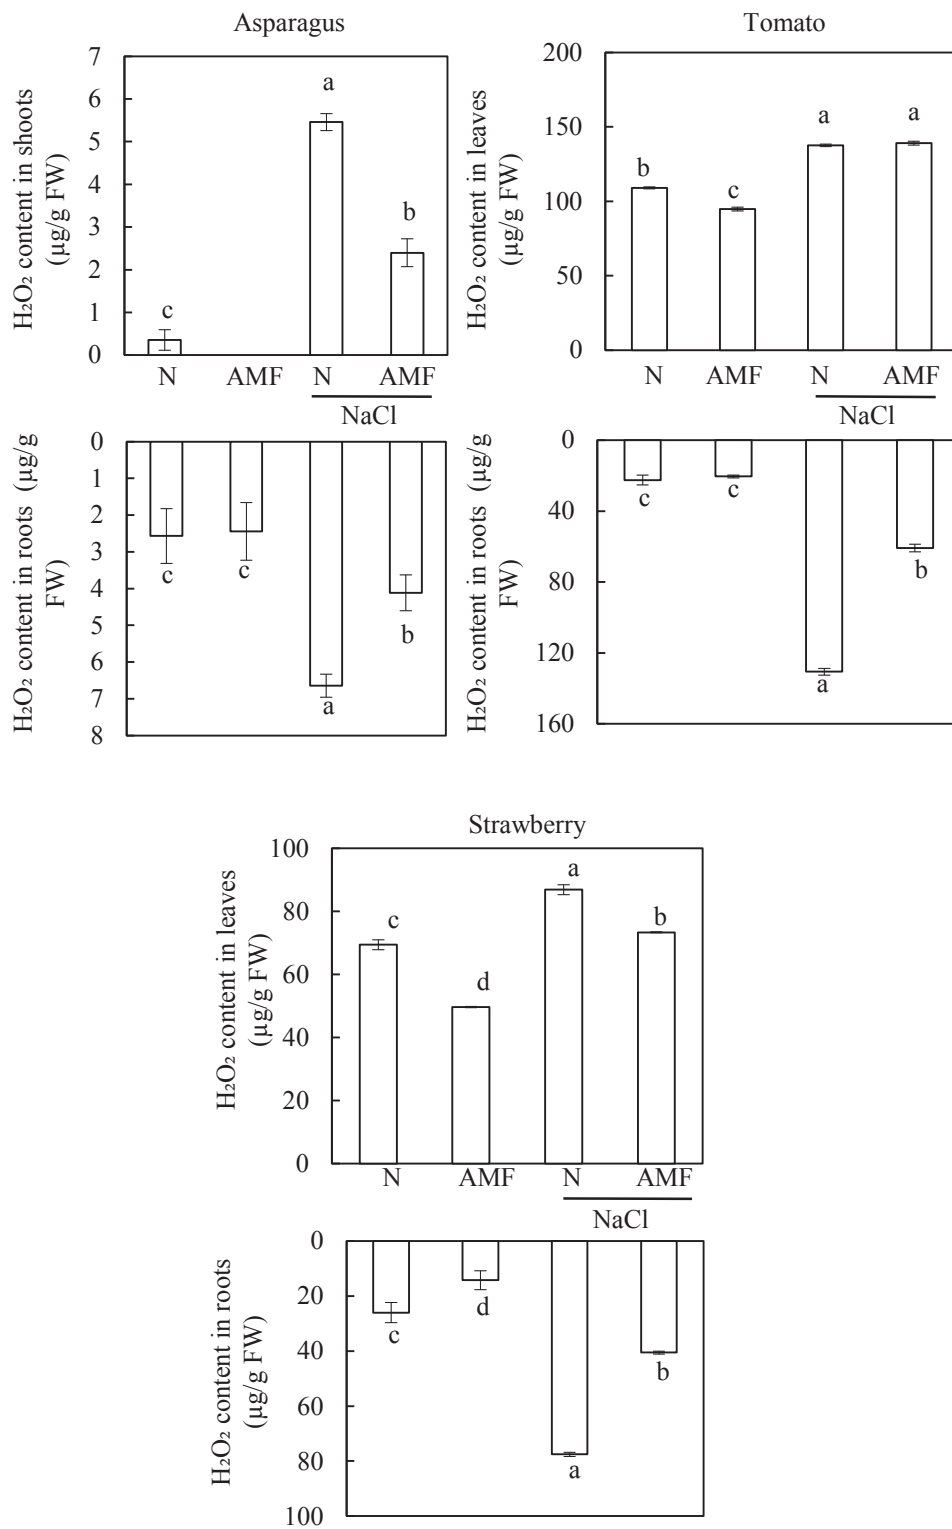 Asparagus
H₂O₂ content in shoots
(µg/g FW)
7
6
5
4
3
2
1
0
a
b
c
N
AMF
N
AMF
NaCl
H₂O₂ content in roots (µg/g
FW)
0
1
2
3
4
5
6
7
8
c
c
a
b
Tomato
H₂O₂ content in leaves
(µg/g FW)
200
150
100
50
0
b
c
a
a
N
AMF
N
AMF
NaCl
H₂O₂ content in roots (µg/g
FW)
0
40
80
120
160
c
c
a
b
Strawberry
H₂O₂ content in leaves
(µg/g FW)
100
80
60
40
20
0
c
d
a
b
N
AMF
N
AMF
NaCl
H₂O₂ content in roots
(µg/g FW)
0
20
40
60
80
100
c
d
a
b